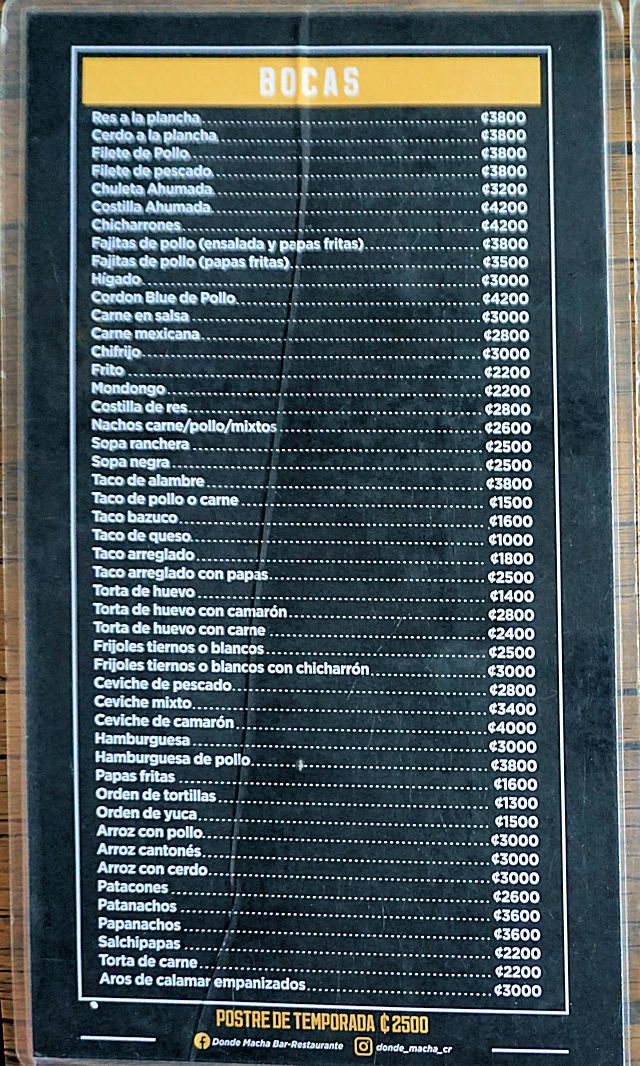 BOCAS
Res a la plancha ₡3800
Cerdo a la plancha ₡3800
Filete de Pollo ₡3800
Filete de pescado ₡3800
Chuleta Ahumada ₡3200
Costilla Ahumada ₡4200
Chicharrones ₡4200
Fajitas de pollo (ensalada y papas fritas) ₡3800
Fajitas de pollo (papas fritas) ₡3500
Hígado ₡3000
Cordon Blue de Pollo ₡4200
Carne en salsa ₡3000
Carne mexicana ₡2800
Chifrijo ₡3000
Frito ₡2200
Mondongo ₡2200
Costilla de res ₡2800
Nachos carne/pollo/mixtos ₡2600
Sopa ranchera ₡2500
Sopa negra ₡2500
Taco de alambre ₡3800
Taco de pollo o carne ₡1500
Taco bazuco ₡1600
Taco de queso ₡1000
Taco arreglado ₡1800
Taco arreglado con papas ₡2500
Torta de huevo ₡1400
Torta de huevo con camarón ₡2800
Torta de huevo con carne ₡2400
Frijoles tiernos o blancos ₡2500
Frijoles tiernos o blancos con chicharrón ₡3000
Ceviche de pescado ₡2800
Ceviche mixto ₡3400
Ceviche de camarón ₡4000
Hamburguesa ₡3000
Hamburguesa de pollo ₡3800
Papas fritas ₡1600
Orden de tortillas ₡1300
Orden de yuca ₡1500
Arroz con pollo ₡3000
Arroz cantonés ₡3000
Arroz con cerdo ₡3000
Patacones ₡2600
Patanachos ₡3600
Papanachos ₡3600
Salchipapas ₡2200
Torta de carne ₡2200
Aros de calamar empanizados ₡3000
POSTRE DE TEMPORADA ₡2500
Donde Macha Bar-Restaurante donde_macha_cr